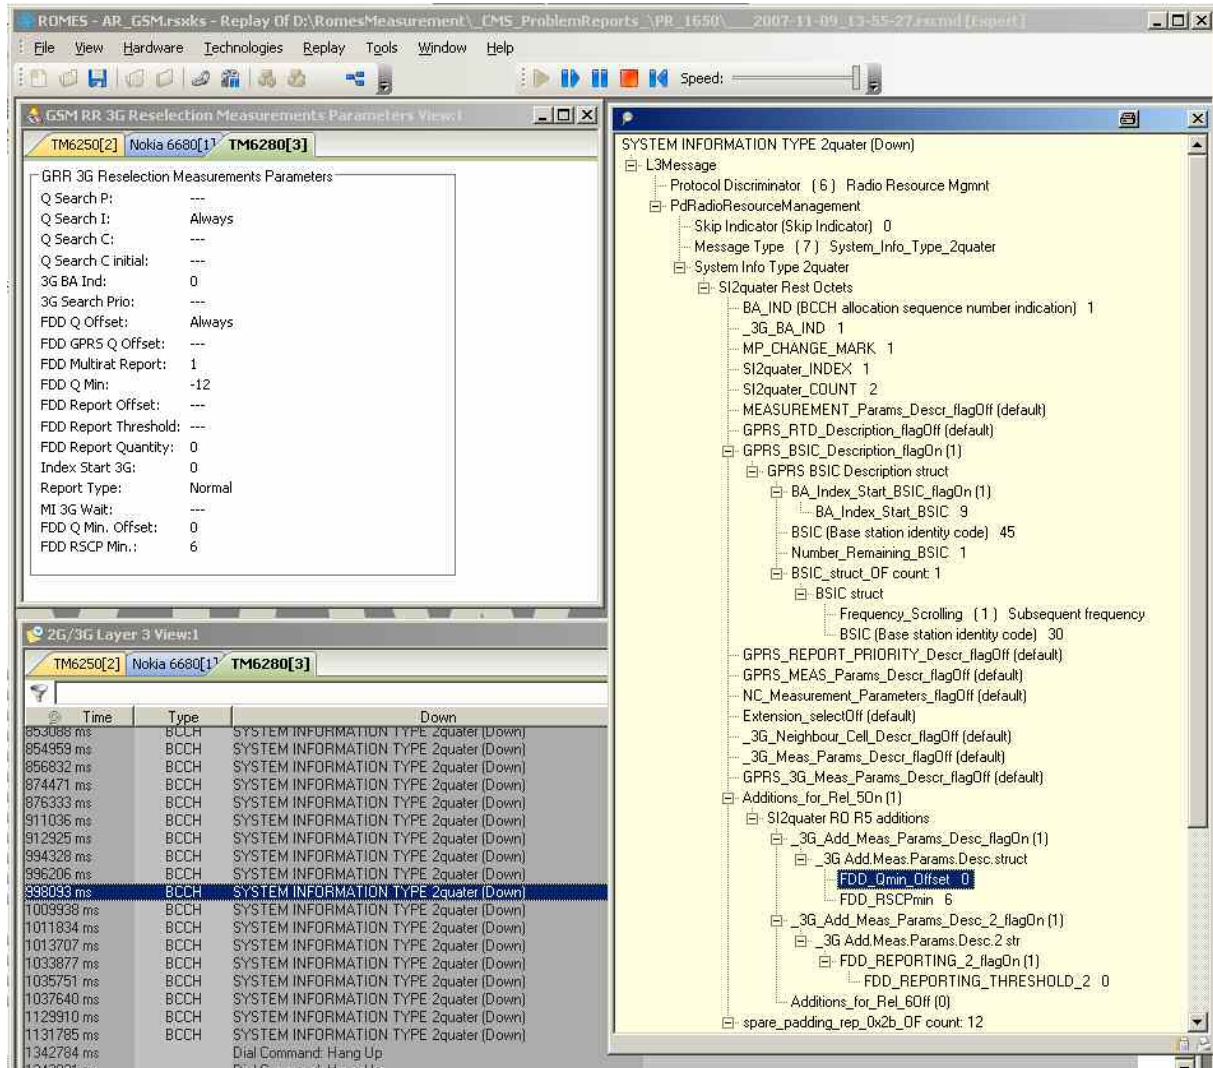 ROMES - AR_GSM.rsxks - Replay Of D:\RomesMeasurement\_CMS_ProblemReports_\PR_1650\ 2007-11-09_13-55-27.rscmd [Expert]
File View Hardware Technologies Replay Tools Window Help
Speed:
GSM RR 3G Reselection Measurements Parameters View:1
TM6250[2] Nokia 6680[1] TM6280[3]
GRR 3G Reselection Measurements Parameters
Q Search P: ---
Q Search I: Always
Q Search C: ---
Q Search C initial: ---
3G BA Ind: 0
3G Search Prio: ---
FDD Q Offset: Always
FDD GPRS Q Offset: ---
FDD Multirat Report: 1
FDD Q Min: -12
FDD Report Offset: ---
FDD Report Threshold: ---
FDD Report Quantity: 0
Index Start 3G: 0
Report Type: Normal
MI 3G Wait: ---
FDD Q Min. Offset: 0
FDD RSCP Min.: 6
2G/3G Layer 3 View:1
TM6250[2] Nokia 6680[1] TM6280[3]
Time Type Down
853088 ms BCCH SYSTEM INFORMATION TYPE 2quater (Down)
854959 ms BCCH SYSTEM INFORMATION TYPE 2quater (Down)
856832 ms BCCH SYSTEM INFORMATION TYPE 2quater (Down)
874471 ms BCCH SYSTEM INFORMATION TYPE 2quater (Down)
876333 ms BCCH SYSTEM INFORMATION TYPE 2quater (Down)
911036 ms BCCH SYSTEM INFORMATION TYPE 2quater (Down)
912925 ms BCCH SYSTEM INFORMATION TYPE 2quater (Down)
994328 ms BCCH SYSTEM INFORMATION TYPE 2quater (Down)
996206 ms BCCH SYSTEM INFORMATION TYPE 2quater (Down)
998093 ms BCCH SYSTEM INFORMATION TYPE 2quater (Down)
1009938 ms BCCH SYSTEM INFORMATION TYPE 2quater (Down)
1011834 ms BCCH SYSTEM INFORMATION TYPE 2quater (Down)
1013707 ms BCCH SYSTEM INFORMATION TYPE 2quater (Down)
1033877 ms BCCH SYSTEM INFORMATION TYPE 2quater (Down)
1035751 ms BCCH SYSTEM INFORMATION TYPE 2quater (Down)
1037640 ms BCCH SYSTEM INFORMATION TYPE 2quater (Down)
1129910 ms BCCH SYSTEM INFORMATION TYPE 2quater (Down)
1131785 ms BCCH SYSTEM INFORMATION TYPE 2quater (Down)
1342784 ms Dial Command: Hang Up
SYSTEM INFORMATION TYPE 2quater (Down)
L3Message
Protocol Discriminator ( 6 ) Radio Resource Mgmnt
PdRadioResourceManagement
Skip Indicator (Skip Indicator) 0
Message Type ( 7 ) System_Info_Type_2quater
System Info Type 2quater
SI2quater Rest Octets
BA_IND (BCCH allocation sequence number indication) 1
_3G_BA_IND 1
MP_CHANGE_MARK 1
SI2quater_INDEX 1
SI2quater_COUNT 2
MEASUREMENT_Params_Descr_flagOff (default)
GPRS_RTD_Description_flagOff (default)
GPRS_BSIC_Description_flagOn (1)
GPRS BSIC Description struct
BA_Index_Start_BSIC_flagOn (1)
BA_Index_Start_BSIC 9
BSIC (Base station identity code) 45
Number_Remaining_BSIC 1
BSIC_struct_OF count: 1
BSIC struct
Frequency_Scrolling ( 1 ) Subsequent frequency
BSIC (Base station identity code) 30
GPRS_REPORT_PRIORITY_Descr_flagOff (default)
GPRS_MEAS_Params_Descr_flagOff (default)
NC_Measurement_Parameters_flagOff (default)
Extension_selectOff (default)
_3G_Neighbour_Cell_Descr_flagOff (default)
_3G_Meas_Params_Descr_flagOff (default)
GPRS_3G_Meas_Params_Descr_flagOff (default)
Additions_for_Rel_5On (1)
SI2quater RO R5 additions
_3G_Add_Meas_Params_Desc_flagOn (1)
_3G Add.Meas.Params.Desc.struct
FDD_Qmin_Offset 0
FDD_RSCPmin 6
_3G_Add_Meas_Params_Desc_2_flagOn (1)
_3G Add.Meas.Params.Desc.2 str
FDD_REPORTING_2_flagOn (1)
FDD_REPORTING_THRESHOLD_2 0
Additions_for_Rel_6Off (0)
spare_padding_rep_0x2b_OF count: 12